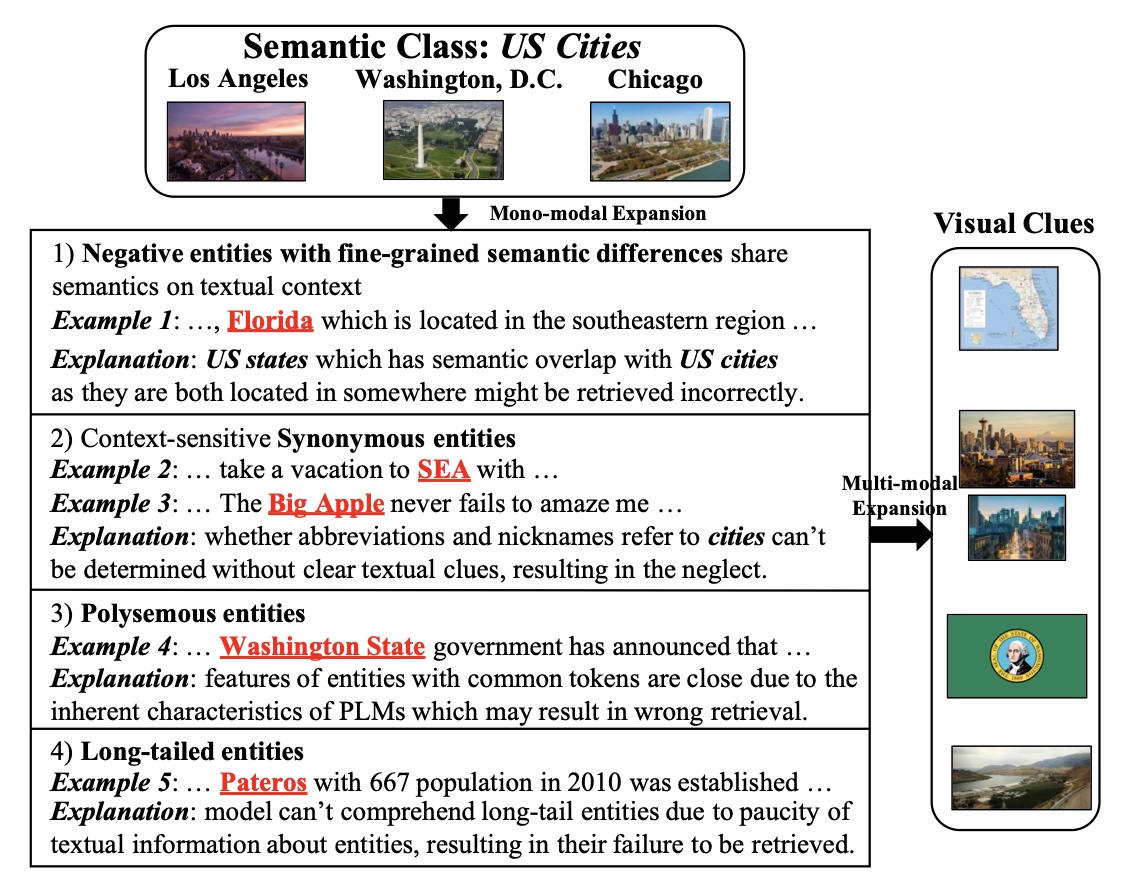 Semantic Class: US Cities
Los Angeles
Washington, D.C.
Chicago
Mono-modal Expansion
1) Negative entities with fine-grained semantic differences share
semantics on textual context
Example 1: …, Florida which is located in the southeastern region …
Explanation: US states which has semantic overlap with US cities
as they are both located in somewhere might be retrieved incorrectly.
2) Context-sensitive Synonymous entities
Example 2: … take a vacation to SEA with …
Example 3: … The Big Apple never fails to amaze me …
Explanation: whether abbreviations and nicknames refer to cities can’t
be determined without clear textual clues, resulting in the neglect.
3) Polysemous entities
Example 4: … Washington State government has announced that …
Explanation: features of entities with common tokens are close due to the
inherent characteristics of PLMs which may result in wrong retrieval.
4) Long-tailed entities
Example 5: … Pateros with 667 population in 2010 was established …
Explanation: model can’t comprehend long-tail entities due to paucity of
textual information about entities, resulting in their failure to be retrieved.
Multi-modal
Expansion
Visual Clues